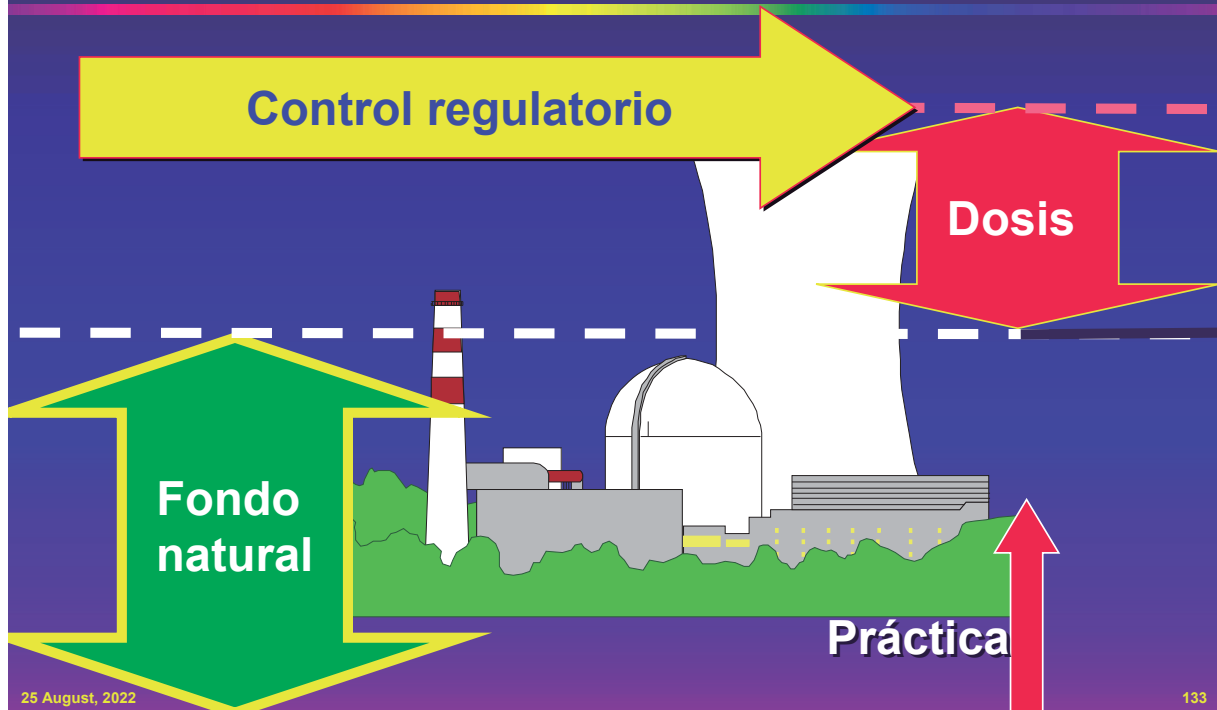 Control regulatorio
Dosis
Fondo
natural
Práctica
25 August, 2022
133